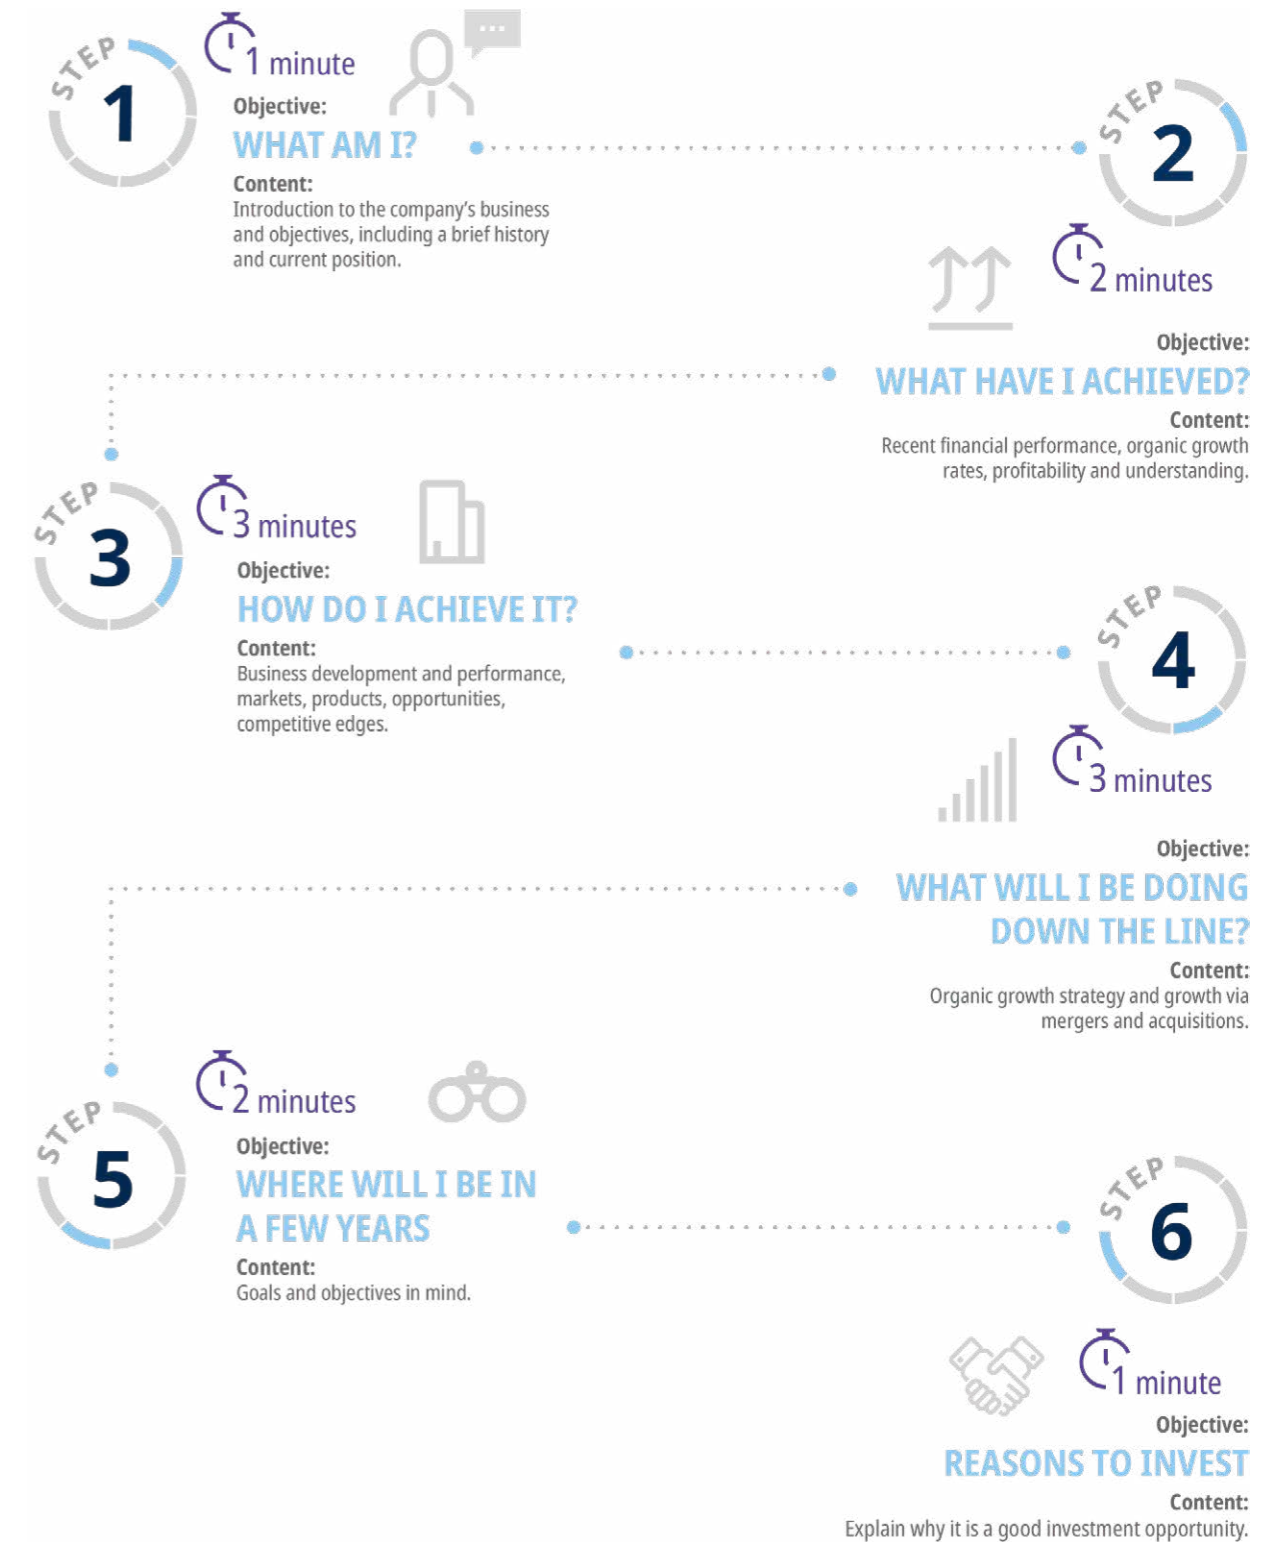 STEP
1
1 minute
Objective:
WHAT AM I?
Content:
Introduction to the company's business
and objectives, including a brief history
and current position.
STEP
2
2 minutes
Objective:
WHAT HAVE I ACHIEVED?
Content:
Recent financial performance, organic growth
rates, profitability and understanding.
STEP
3
3 minutes
Objective:
HOW DO I ACHIEVE IT?
Content:
Business development and performance,
markets, products, opportunities,
competitive edges.
STEP
4
3 minutes
Objective:
WHAT WILL I BE DOING
DOWN THE LINE?
Content:
Organic growth strategy and growth via
mergers and acquisitions.
STEP
5
2 minutes
Objective:
WHERE WILL I BE IN
A FEW YEARS
Content:
Goals and objectives in mind.
STEP
6
1 minute
Objective:
REASONS TO INVEST
Content:
Explain why it is a good investment opportunity.